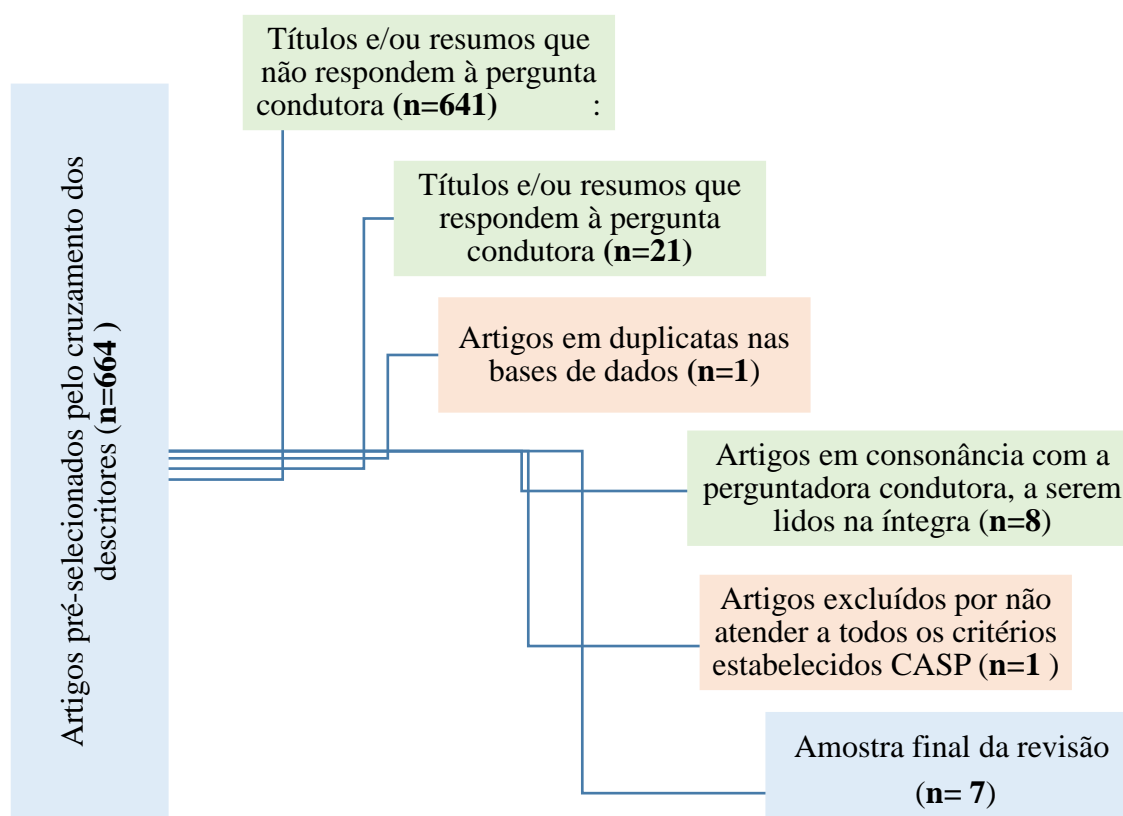 Artigos pré-selecionados pelo cruzamento dos
descritores (n=664 )
Títulos e/ou resumos que
não respondem à pergunta
condutora (n=641) :
Títulos e/ou resumos que
respondem à pergunta
condutora (n=21)
Artigos em duplicatas nas
bases de dados (n=1)
Artigos em consonância com a
perguntadora condutora, a serem
lidos na íntegra (n=8)
Artigos excluídos por não
atender a todos os critérios
estabelecidos CASP (n=1 )
Amostra final da revisão
(n= 7)